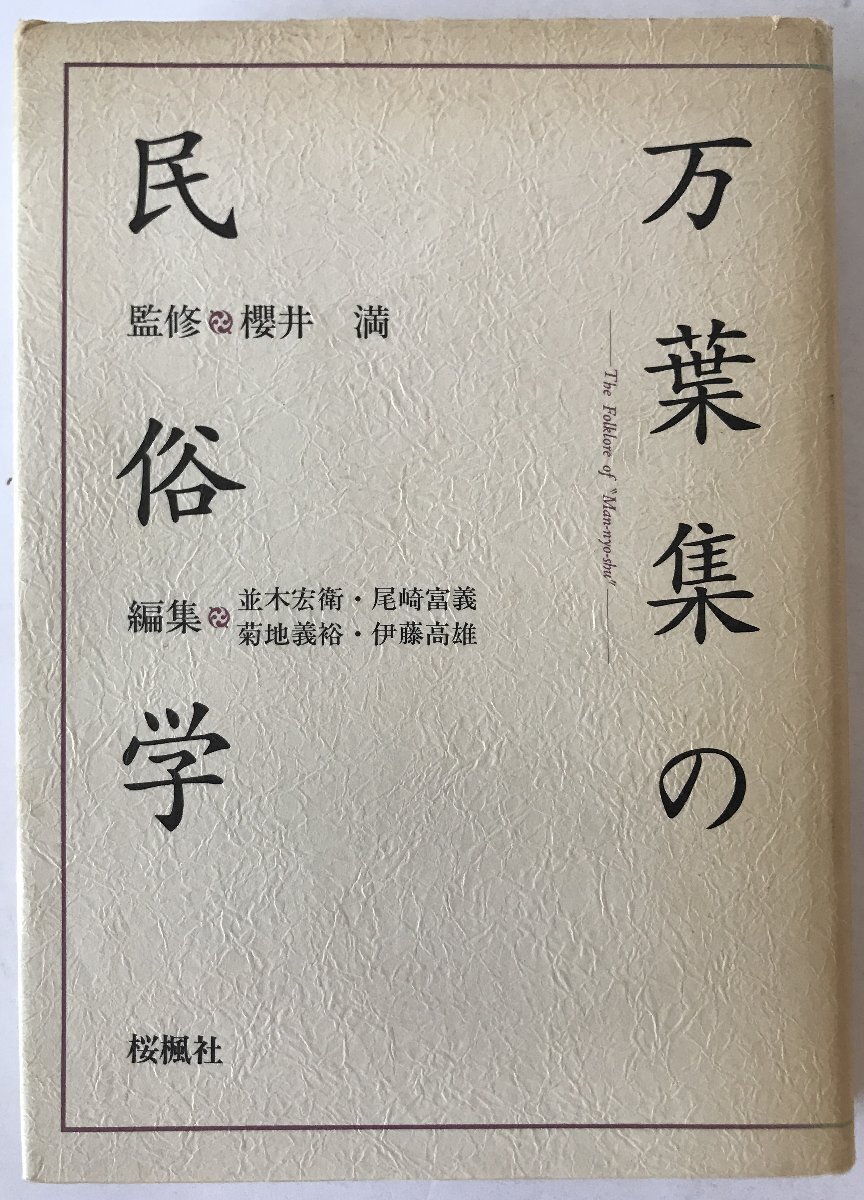 万葉集の
The Folklore of "Man-nyo-shu"
民俗学
監修 櫻井 満
編集 並木宏衛・尾崎富義
菊地義裕・伊藤高雄
桜楓社